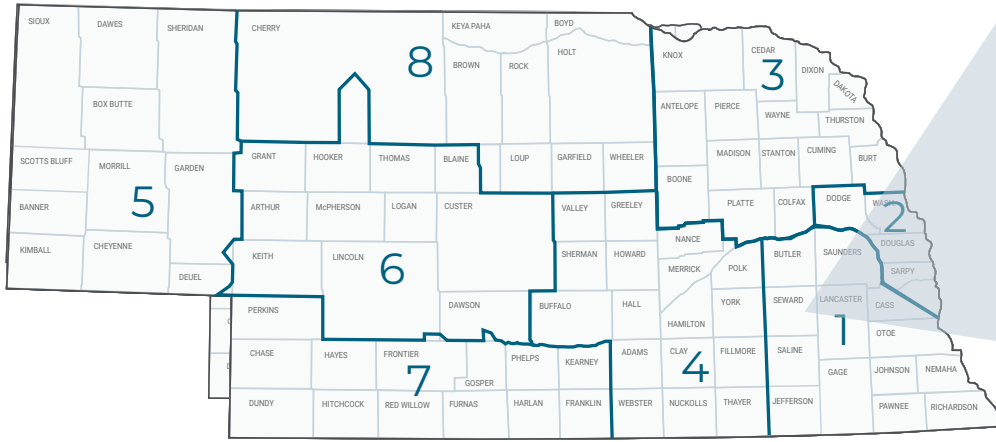 SIOUX
DAWES
SHERIDAN
CHERRY
KEYA PAHA
BOYD
8
HOLT
KNOX
CEDAR
3
BROWN
ROCK
DIXON
DAKOTA
BOX BUTTE
ANTELOPE
PIERCE
WAYNE
THURSTON
SCOTTS BLUFF
MORRILL
GARDEN
GRANT
HOOKER
THOMAS
BLAINE
LOUP
GARFIELD
WHEELER
MADISON
STANTON
CUMING
BURT
BOONE
5
BANNER
ARTHUR
McPHERSON
LOGAN
CUSTER
VALLEY
GREELEY
PLATTE
COLFAX
DODGE
WASH
2
KIMBALL
CHEYENNE
DEUEL
KEITH
LINCOLN
6
SHERMAN
HOWARD
NANCE
MERRICK
POLK
BUTLER
SAUNDERS
DOUGLAS
SARPY
PERKINS
DAWSON
BUFFALO
HALL
HAMILTON
YORK
SEWARD
LANCASTER
CASS
1
OTOE
C
CHASE
HAYES
FRONTIER
7
GOSPER
PHELPS
KEARNEY
ADAMS
CLAY
4
FILLMORE
SALINE
GAGE
JOHNSON
NEMAHA
DUNDY
HITCHCOCK
RED WILLOW
FURNAS
HARLAN
FRANKLIN
WEBSTER
NUCKOLLS
THAYER
JEFFERSON
PAWNEE
RICHARDSON